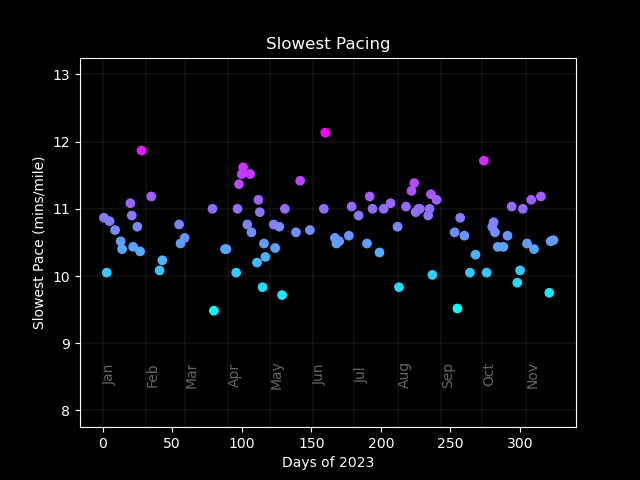 Slowest Pacing
Slowest Pace (mins/mile)
13
12
11
10
9
8
Jan
Feb
Mar
Apr
May
Jun
Jul
Aug
Sep
Oct
Nov
0
50
100
150
200
250
300
Days of 2023